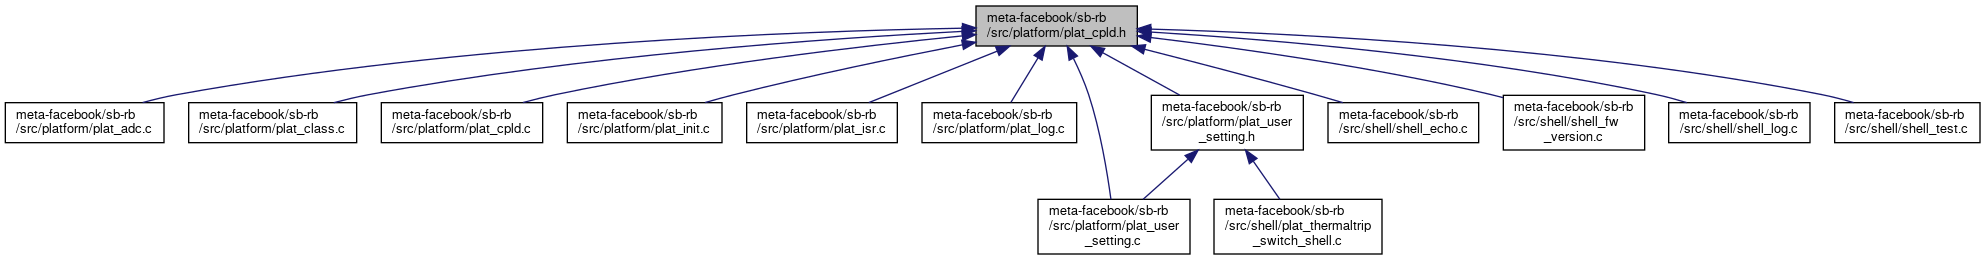 meta-facebook/sb-rb
/src/platform/plat_cpld.h
meta-facebook/sb-rb
/src/platform/plat_adc.c
meta-facebook/sb-rb
/src/platform/plat_class.c
meta-facebook/sb-rb
/src/platform/plat_cpld.c
meta-facebook/sb-rb
/src/platform/plat_init.c
meta-facebook/sb-rb
/src/platform/plat_isr.c
meta-facebook/sb-rb
/src/platform/plat_log.c
meta-facebook/sb-rb
/src/platform/plat_user
_setting.h
meta-facebook/sb-rb
/src/shell/shell_echo.c
meta-facebook/sb-rb
/src/shell/shell_fw
_version.c
meta-facebook/sb-rb
/src/shell/shell_log.c
meta-facebook/sb-rb
/src/shell/shell_test.c
meta-facebook/sb-rb
/src/platform/plat_user
_setting.c
meta-facebook/sb-rb
/src/shell/plat_thermaltrip
_switch_shell.c